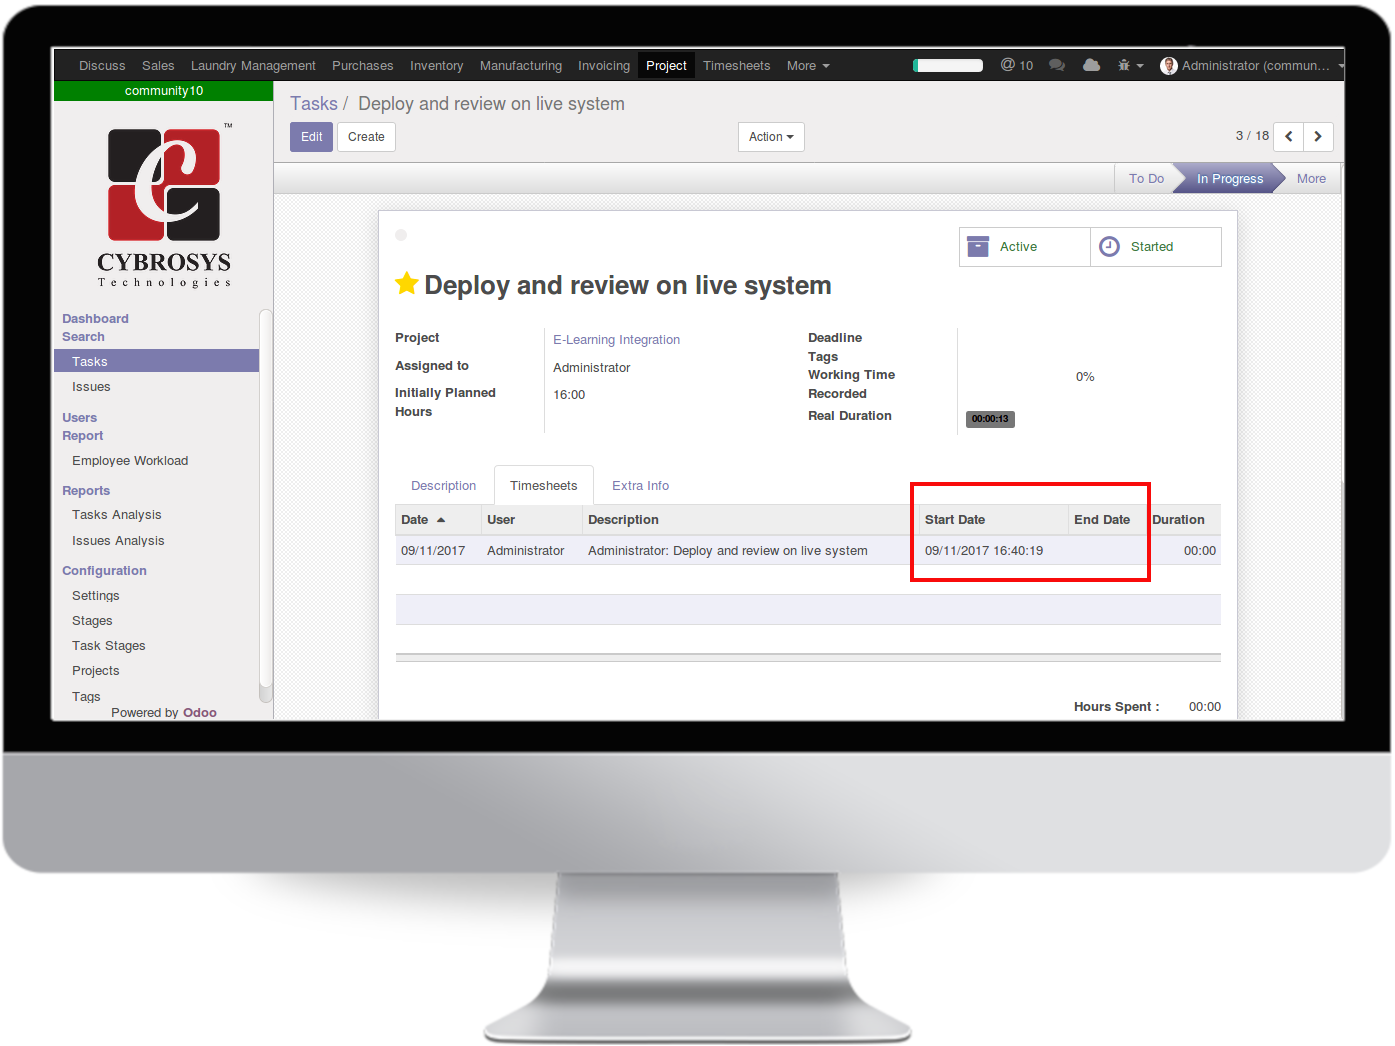 Discuss Sales Laundry Management Purchases Inventory Manufacturing Invoicing Project Timesheets More @ 10 Administrator (commun...
community10
Tasks / Deploy and review on live system
Edit Create Action 3 / 18
To Do In Progress More
™
C
CYBROSYS
Technologies
Dashboard
Search
Tasks
Issues
Users
Report
Employee Workload
Reports
Tasks Analysis
Issues Analysis
Configuration
Settings
Stages
Task Stages
Projects
Tags
Powered by Odoo
Active Started
Deploy and review on live system
Project E-Learning Integration
Assigned to Administrator
Initially Planned Hours 16:00
Deadline
Tags
Working Time Recorded 0%
Real Duration 00:00:13
Description Timesheets Extra Info
Date User Description Start Date End Date Duration
09/11/2017 Administrator Administrator: Deploy and review on live system 09/11/2017 16:40:19 00:00
Hours Spent : 00:00